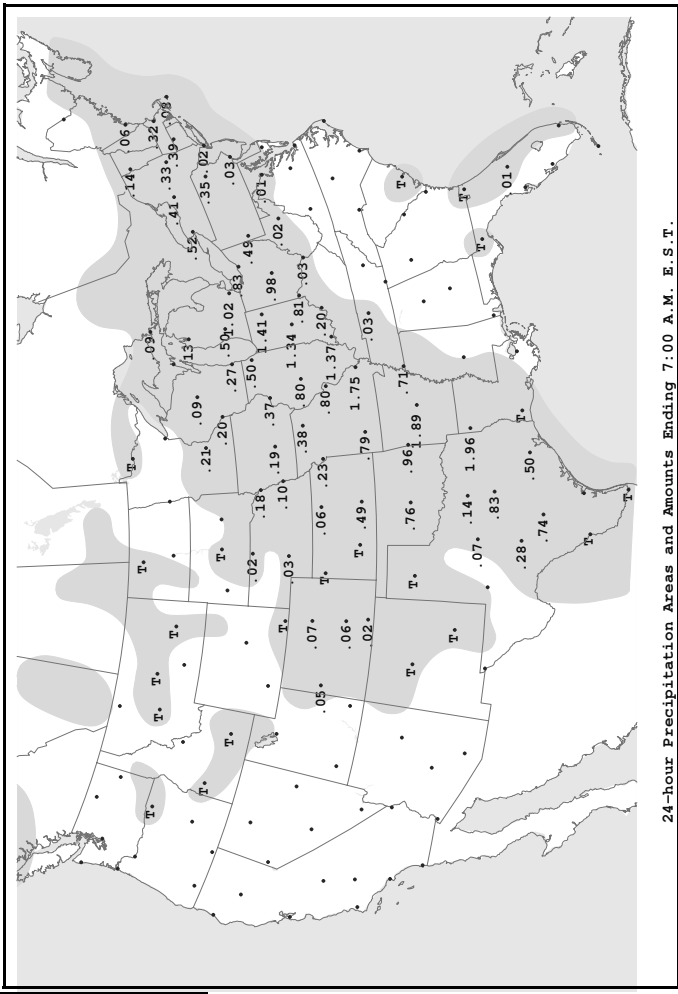 T
.14
.06
T
.09
T
.32
T
T
.08
.33
.39
.41
T
.13
.52
.09
.02
T
.35
.21
T
.20
.50
1.02
.03
T
.27
.83
.49
.50
.02
.18
.01
1.41
.37
.98
.19
.02
.10
T
.03
1.34
.81
.80
.38
.03
.07
.20
.05
.06
.23
T
.80
1.37
.06
1.75
T
.49
.79
.02
.03
T
.71
.96
.76
T
T
1.89
T
T
.14
1.96
.07
T
.83
.01
T
.28
.50
.74
T
T
24-hour Precipitation Areas and Amounts Ending 7:00 A.M. E.S.T.